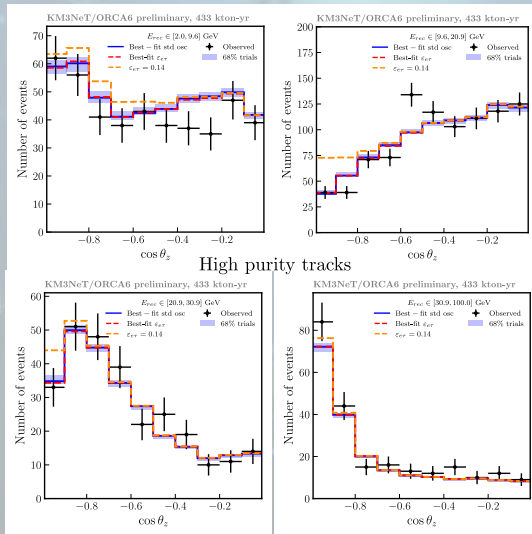 KM3NeT/ORCA6 preliminary, 433 kton-yr
E_rec ∈ [2.0, 9.6] GeV
Best − fit std osc
Observed
Best-fit ε_eτ
68% trials
ε_eτ = 0.14
Number of events
70
60
50
40
30
20
10
0
−0.8 −0.6 −0.4 −0.2
cos θ_z
KM3NeT/ORCA6 preliminary, 433 kton-yr
E_rec ∈ [9.6, 20.9] GeV
Best − fit std osc
Observed
Best-fit ε_eτ
68% trials
ε_eτ = 0.14
Number of events
200
175
150
125
100
75
50
25
0
−0.8 −0.6 −0.4 −0.2
cos θ_z
High purity tracks
KM3NeT/ORCA6 preliminary, 433 kton-yr
E_rec ∈ [20.9, 30.9] GeV
Best − fit std osc
Observed
Best-fit ε_eτ
68% trials
ε_eτ = 0.14
Number of events
60
50
40
30
20
10
0
−0.8 −0.6 −0.4 −0.2
cos θ_z
KM3NeT/ORCA6 preliminary, 433 kton-yr
E_rec ∈ [30.9, 100.0] GeV
Best − fit std osc
Observed
Best-fit ε_eτ
68% trials
ε_eτ = 0.14
Number of events
80
60
40
20
0
−0.8 −0.6 −0.4 −0.2
cos θ_z